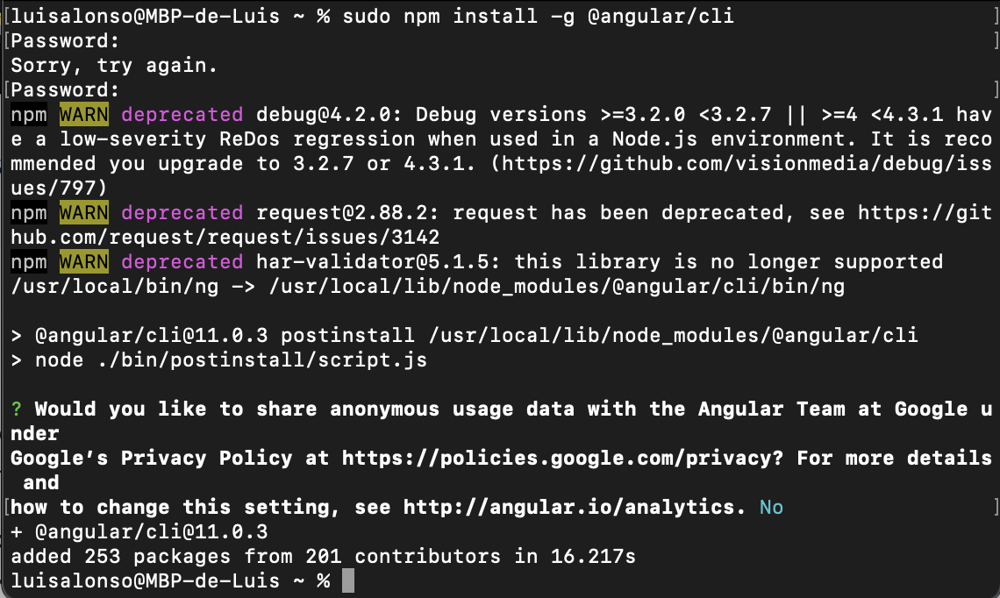 [luisalonso@MBP-de-Luis ~ % sudo npm install -g @angular/cli ]
[Password: ]
Sorry, try again.
[Password: ]
npm WARN deprecated debug@4.2.0: Debug versions >=3.2.0 <3.2.7 || >=4 <4.3.1 hav
e a low-severity ReDos regression when used in a Node.js environment. It is reco
mmended you upgrade to 3.2.7 or 4.3.1. (https://github.com/visionmedia/debug/iss
ues/797)
npm WARN deprecated request@2.88.2: request has been deprecated, see https://git
hub.com/request/request/issues/3142
npm WARN deprecated har-validator@5.1.5: this library is no longer supported
/usr/local/bin/ng -> /usr/local/lib/node_modules/@angular/cli/bin/ng
> @angular/cli@11.0.3 postinstall /usr/local/lib/node_modules/@angular/cli
> node ./bin/postinstall/script.js
? Would you like to share anonymous usage data with the Angular Team at Google u
nder
Google’s Privacy Policy at https://policies.google.com/privacy? For more details
and
[how to change this setting, see http://angular.io/analytics. No ]
+ @angular/cli@11.0.3
added 253 packages from 201 contributors in 16.217s
luisalonso@MBP-de-Luis ~ %